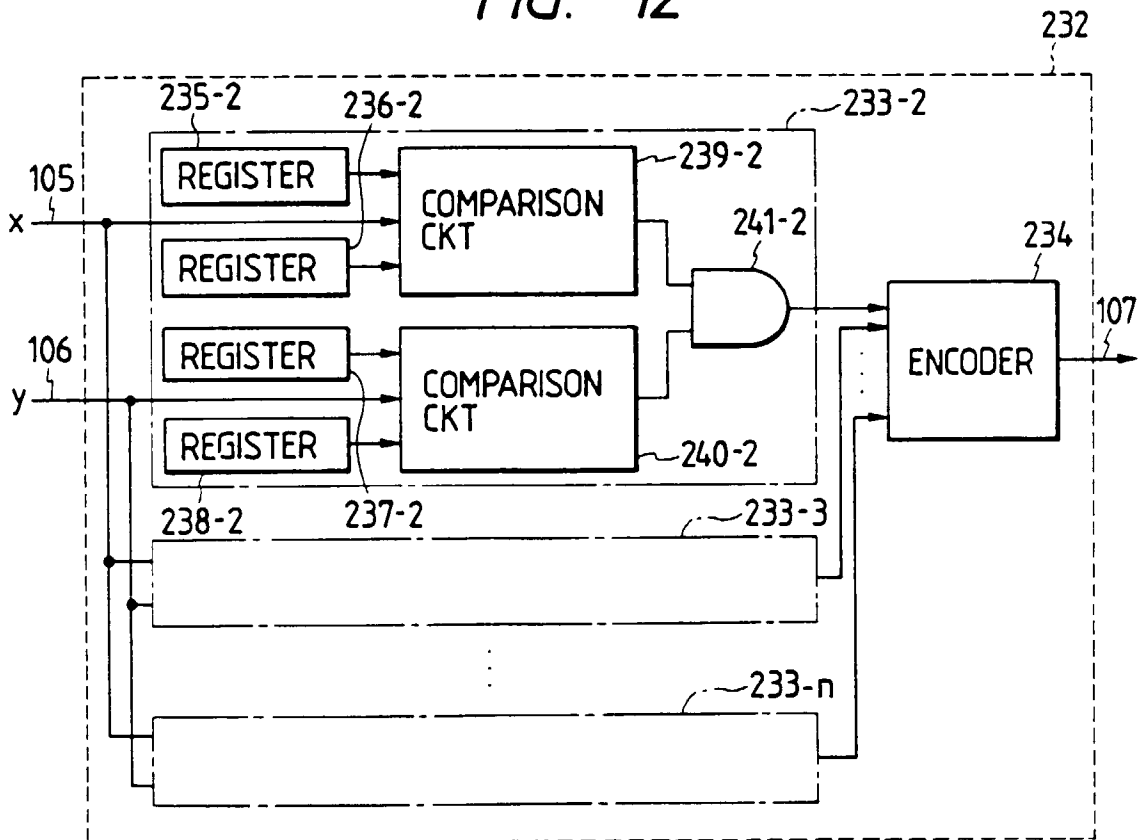 FIG. 12
232
235-2
236-2
233-2
REGISTER
239-2
105
COMPARISON
CKT
x
241-2
REGISTER
234
REGISTER
107
106
COMPARISON
CKT
ENCODER
y
REGISTER
240-2
238-2
237-2
233-3
233-n